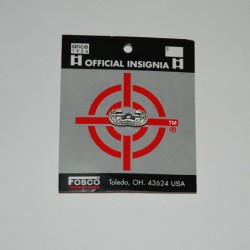 since
OFFICIAL INSIGNIA
TM
®
FOSCO
Toledo, OH. 43624 USA